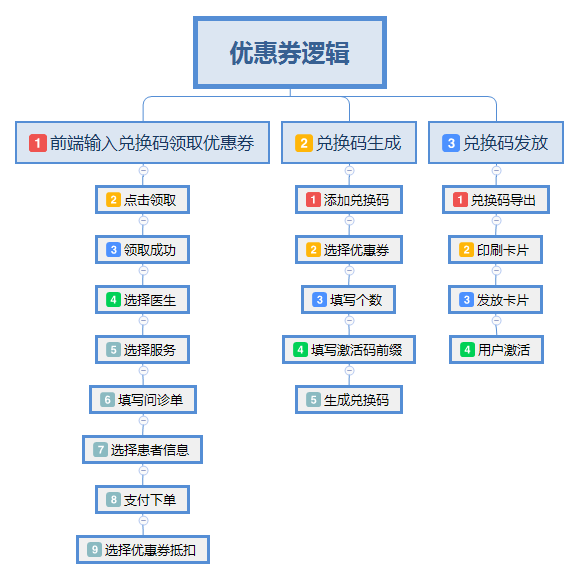 优惠券逻辑
1 前端输入兑换码领取优惠券
2 点击领取
3 领取成功
4 选择医生
5 选择服务
6 填写问诊单
7 选择患者信息
8 支付下单
9 选择优惠券抵扣
2 兑换码生成
1 添加兑换码
2 选择优惠券
3 填写个数
4 填写激活码前缀
5 生成兑换码
3 兑换码发放
1 兑换码导出
2 印刷卡片
3 发放卡片
4 用户激活